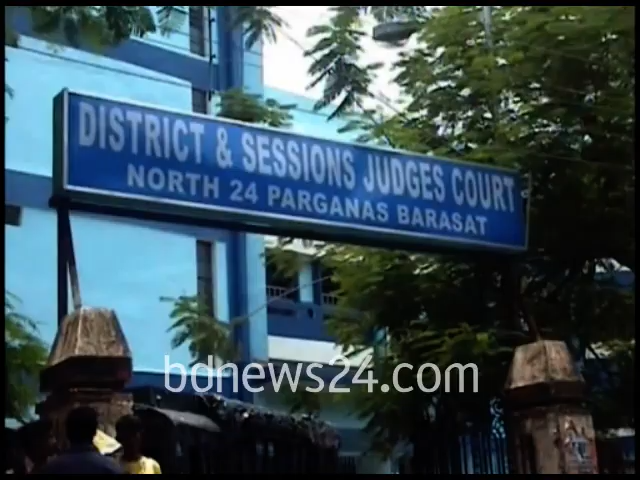 DISTRICT & SESSIONS JUDGES COURT
NORTH 24 PARGANAS BARASAT
bdnews24.com